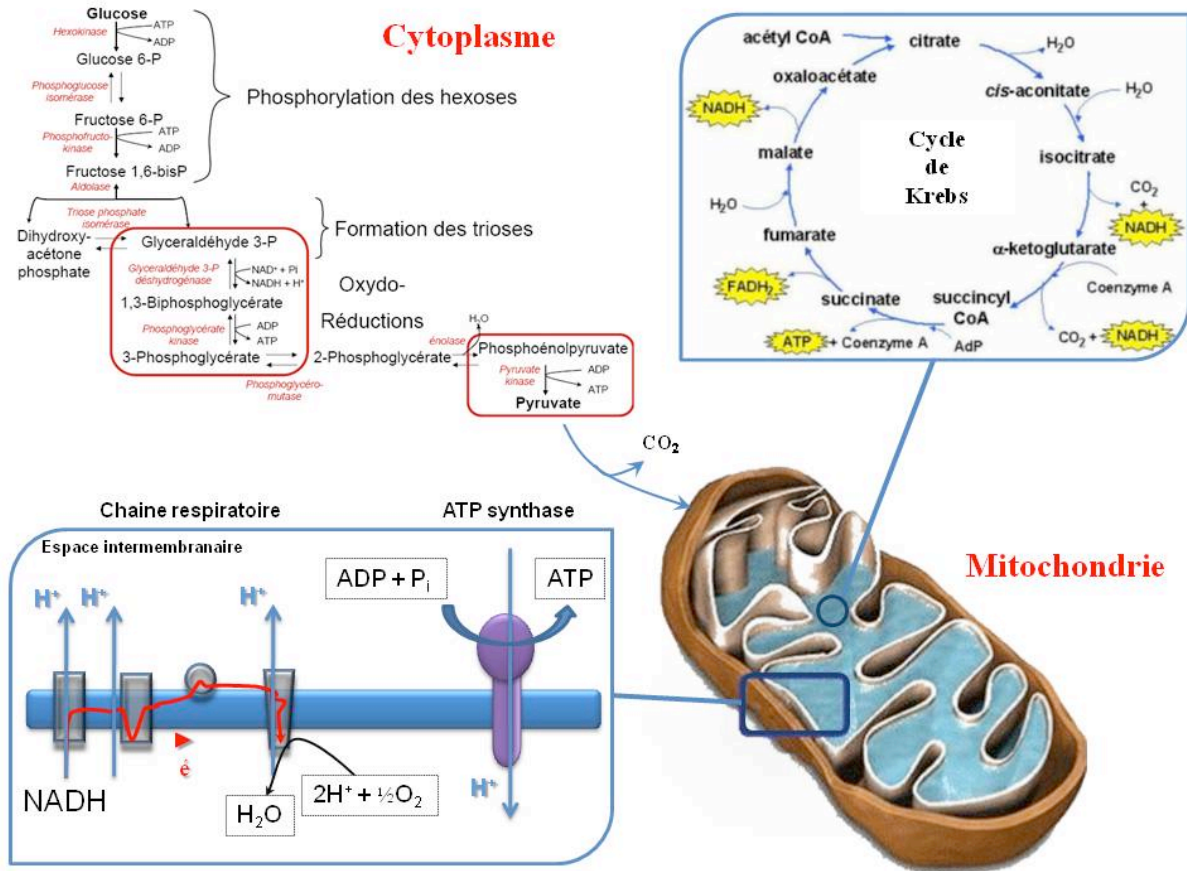 Glucose
Hexokinase
ATP
ADP
Glucose 6-P
Phosphoglucose
isomérase
Fructose 6-P
Phosphofructo-
kinase
ATP
ADP
Fructose 1,6-bisP
Aldolase
Phosphorylation des hexoses
Cytoplasme
Triose phosphate
isomérase
Dihydroxy-
acétone
phosphate
Glyceraldéhyde 3-P
Formation des trioses
Glyceraldéhyde 3-P
déshydrogénase
NAD⁺ + Pi
NADH + H⁺
1,3-Biphosphoglycérate
Phosphoglycérate
kinase
ADP
ATP
3-Phosphoglycérate
Oxydo-
Réductions
Phosphoglycéro-
mutase
2-Phosphoglycérate
énolase
H₂O
Phosphoénolpyruvate
Pyruvate
kinase
ADP
ATP
Pyruvate
CO₂
acétyl CoA
citrate
H₂O
oxaloacétate
cis-aconitate
H₂O
NADH
Cycle
de
Krebs
malate
isocitrate
CO₂
+
NADH
H₂O
fumarate
α-ketoglutarate
FADH₂
Coenzyme A
succinate
succincyl
CoA
ATP + Coenzyme A
AdP
CO₂ + NADH
Mitochondrie
Chaine respiratoire
ATP synthase
Espace intermembranaire
H⁺
H⁺
H⁺
ADP + Pᵢ
ATP
é
NADH
H₂O
2H⁺ + ½O₂
H⁺